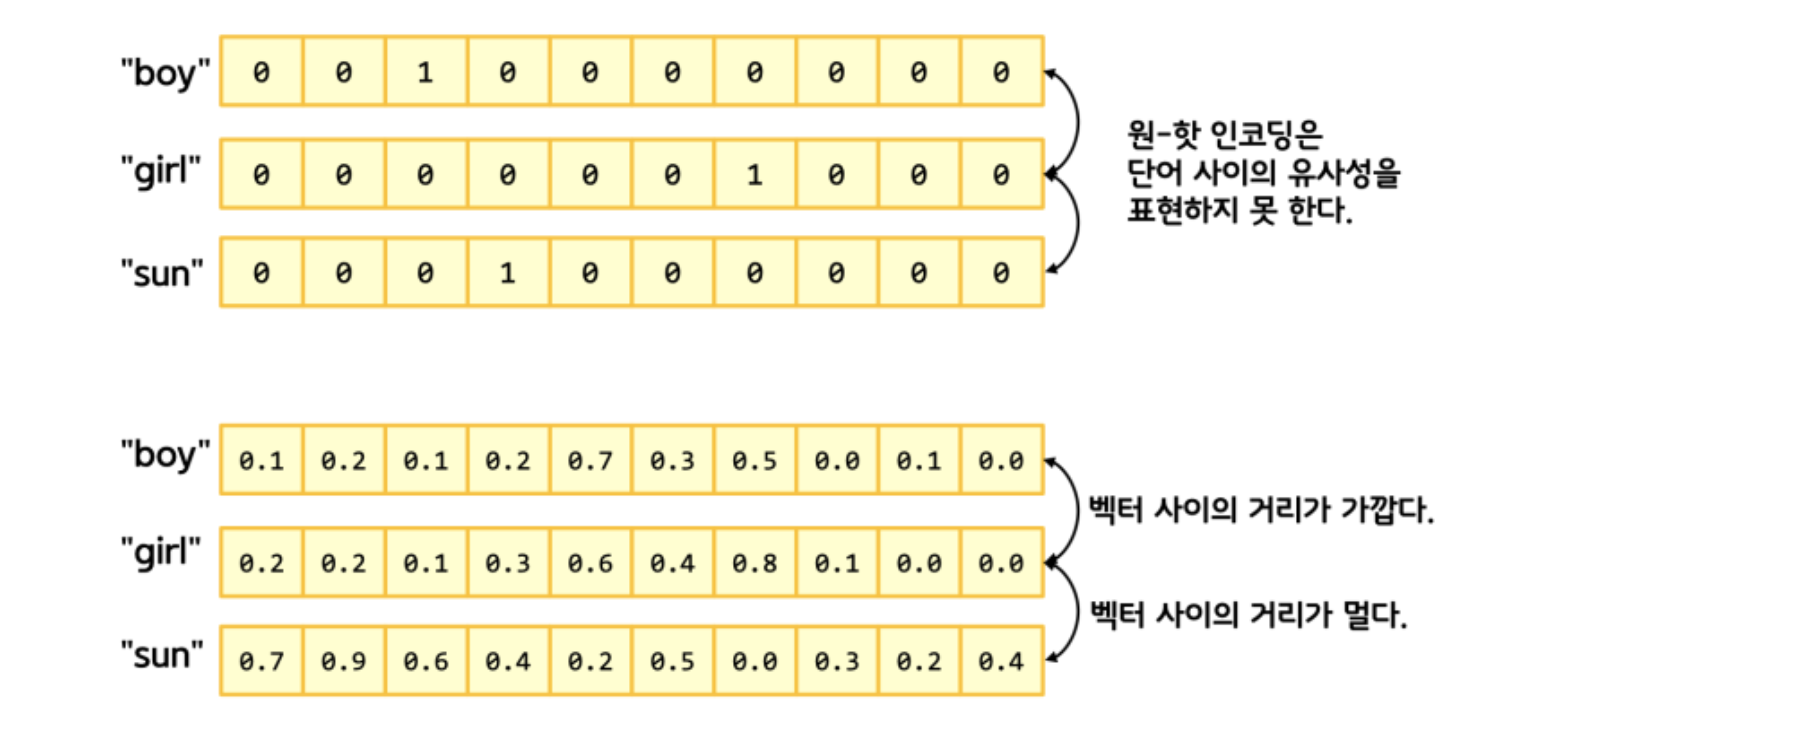 "boy" 0 0 1 0 0 0 0 0 0 0
"girl" 0 0 0 0 0 0 1 0 0 0
"sun" 0 0 0 1 0 0 0 0 0 0
원-핫 인코딩은
단어 사이의 유사성을
표현하지 못 한다.
"boy" 0.1 0.2 0.1 0.2 0.7 0.3 0.5 0.0 0.1 0.0
벡터 사이의 거리가 가깝다.
"girl" 0.2 0.2 0.1 0.3 0.6 0.4 0.8 0.1 0.0 0.0
벡터 사이의 거리가 멀다.
"sun" 0.7 0.9 0.6 0.4 0.2 0.5 0.0 0.3 0.2 0.4